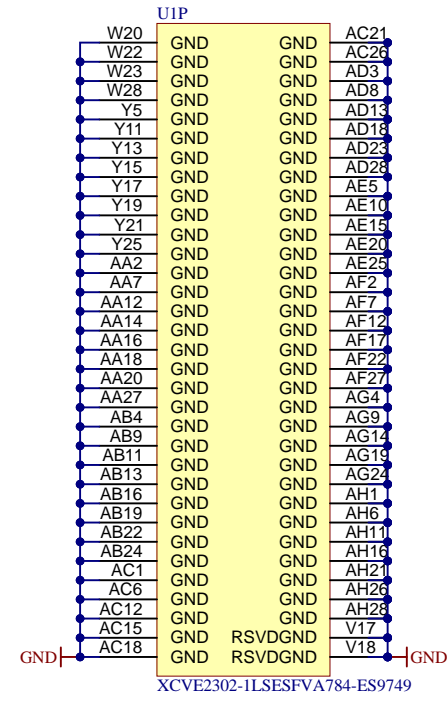 U1P
W20 GND GND AC21
W22 GND GND AC26
W23 GND GND AD3
W28 GND GND AD8
Y5 GND GND AD13
Y11 GND GND AD18
Y13 GND GND AD23
Y15 GND GND AD28
Y17 GND GND AE5
Y19 GND GND AE10
Y21 GND GND AE15
Y25 GND GND AE20
AA2 GND GND AE25
AA7 GND GND AF2
AA12 GND GND AF7
AA14 GND GND AF12
AA16 GND GND AF17
AA18 GND GND AF22
AA20 GND GND AF27
AA27 GND GND AG4
AB4 GND GND AG9
AB9 GND GND AG14
AB11 GND GND AG19
AB13 GND GND AG24
AB16 GND GND AH1
AB19 GND GND AH6
AB22 GND GND AH11
AB24 GND GND AH16
AC1 GND GND AH21
AC6 GND GND AH26
AC12 GND GND AH28
AC15 GND RSVDGND V17
GND AC18 GND RSVDGND V18 GND
XCVE2302-1LSESFVA784-ES9749